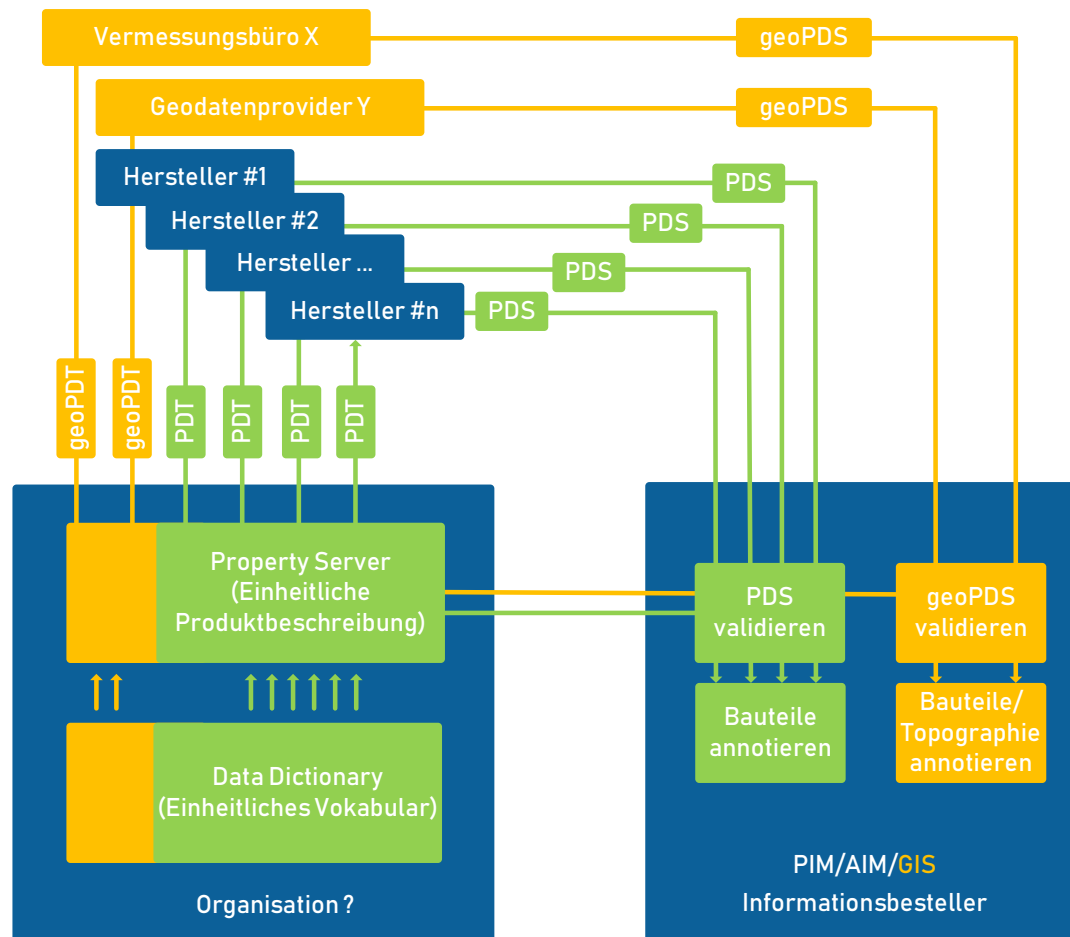 Vermessungsbüro X
geoPDS
Geodatenprovider Y
geoPDS
Hersteller #1
PDS
Hersteller #2
PDS
Hersteller ...
PDS
Hersteller #n
PDS
geoPDT
geoPDT
PDT
PDT
PDT
PDT
Property Server
(Einheitliche
Produktbeschreibung)
PDS
validieren
geoPDS
validieren
Bauteile
annotieren
Bauteile/
Topographie
annotieren
Data Dictionary
(Einheitliches Vokabular)
Organisation ?
PIM/AIM/GIS
Informationsbesteller